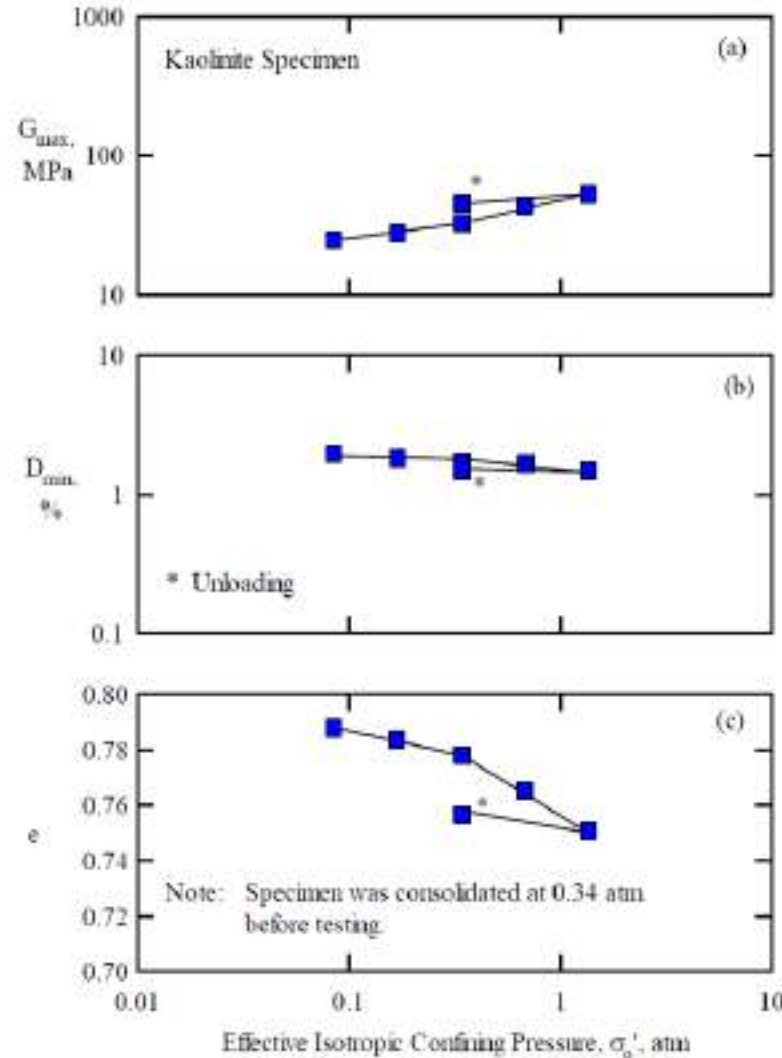 1000
(a)
Kaolinite Specimen
Gmax,
MPa
100
*
10
10
(b)
Dmin,
%
1
*
* Unloading
0.1
0.80
(c)
0.78
0.76
*
e
0.74
Note: Specimen was consolidated at 0.34 atm
before testing.
0.72
0.70
0.01 0.1 1 10
Effective Isotropic Confining Pressure, σo', atm